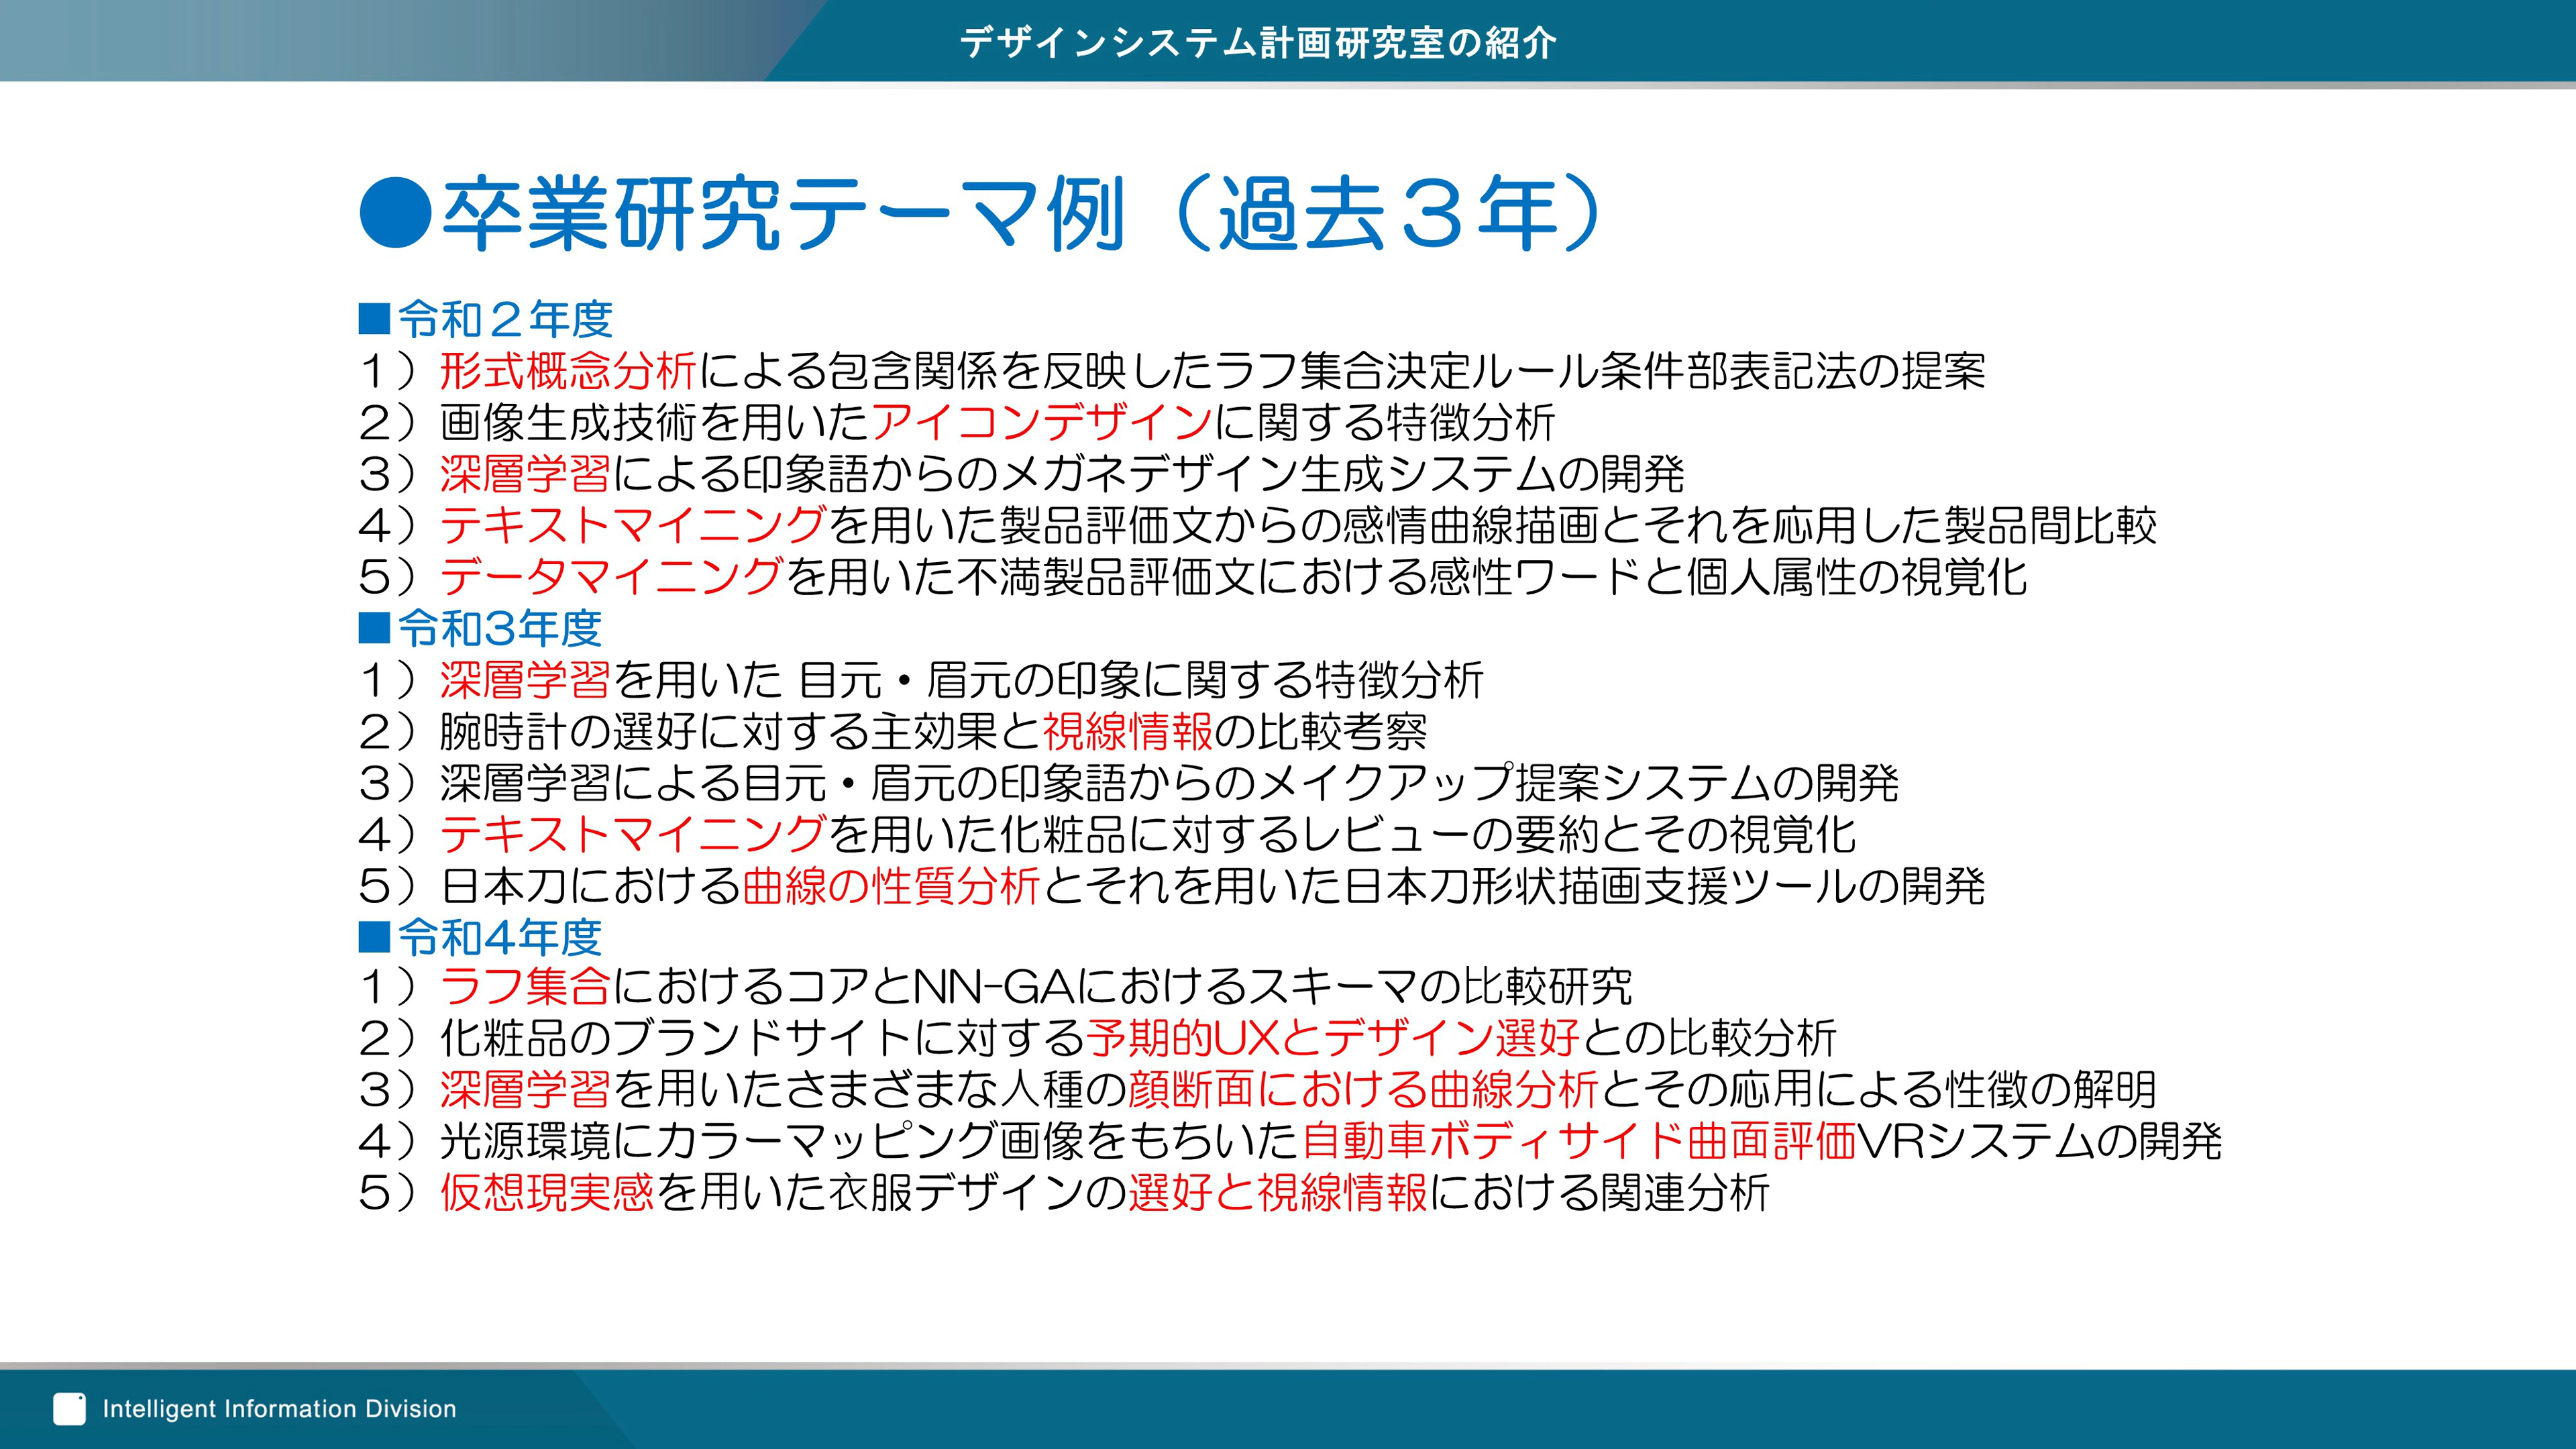 デザインシステム計画研究室の紹介
●卒業研究テーマ例（過去３年）
■令和２年度
１）形式概念分析による包含関係を反映したラフ集合決定ルール条件部表記法の提案
２）画像生成技術を用いたアイコンデザインに関する特徴分析
３）深層学習による印象語からのメガネデザイン生成システムの開発
４）テキストマイニングを用いた製品評価文からの感情曲線描画とそれを応用した製品間比較
５）データマイニングを用いた不満製品評価文における感性ワードと個人属性の視覚化
■令和3年度
１）深層学習を用いた 目元・眉元の印象に関する特徴分析
２）腕時計の選好に対する主効果と視線情報の比較考察
３）深層学習による目元・眉元の印象語からのメイクアップ提案システムの開発
４）テキストマイニングを用いた化粧品に対するレビューの要約とその視覚化
５）日本刀における曲線の性質分析とそれを用いた日本刀形状描画支援ツールの開発
■令和4年度
１）ラフ集合におけるコアとNN-GAにおけるスキーマの比較研究
２）化粧品のブランドサイトに対する予期的UXとデザイン選好との比較分析
３）深層学習を用いたさまざまな人種の顔断面における曲線分析とその応用による性徴の解明
４）光源環境にカラーマッピング画像をもちいた自動車ボディサイド曲面評価VRシステムの開発
５）仮想現実感を用いた衣服デザインの選好と視線情報における関連分析
Intelligent Information Division